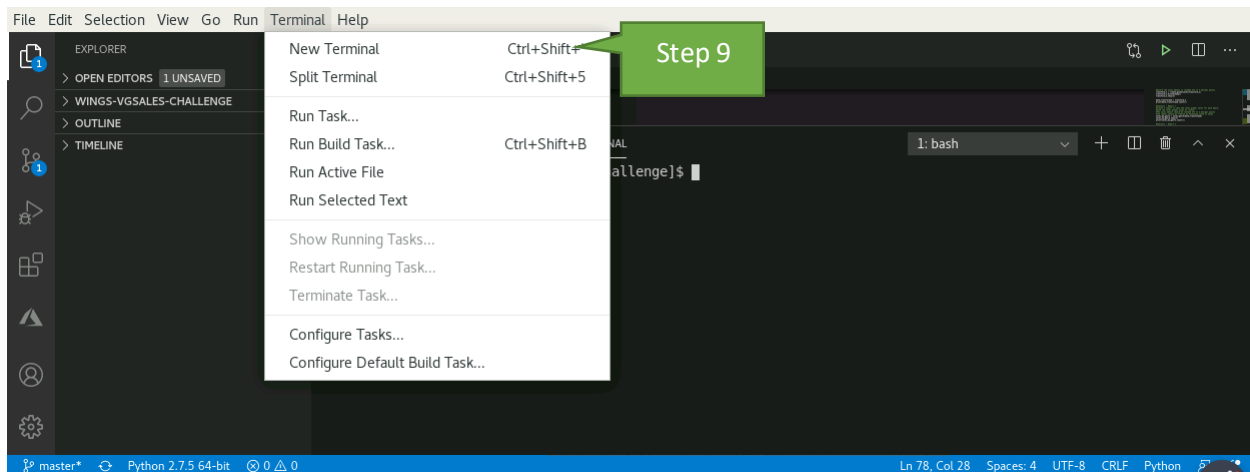 File Edit Selection View Go Run Terminal Help
EXPLORER
OPEN EDITORS 1 UNSAVED
WINGS-VGSALES-CHALLENGE
OUTLINE
TIMELINE
1
1
New Terminal Ctrl+Shift+
Split Terminal Ctrl+Shift+5
Run Task...
Run Build Task... Ctrl+Shift+B
Run Active File
Run Selected Text
Show Running Tasks...
Restart Running Task...
Terminate Task...
Configure Tasks...
Configure Default Build Task...
Step 9
NAL
1: bash
allenge]$
master* Python 2.7.5 64-bit 0 0 Ln 78, Col 28 Spaces: 4 UTF-8 CRLF Python